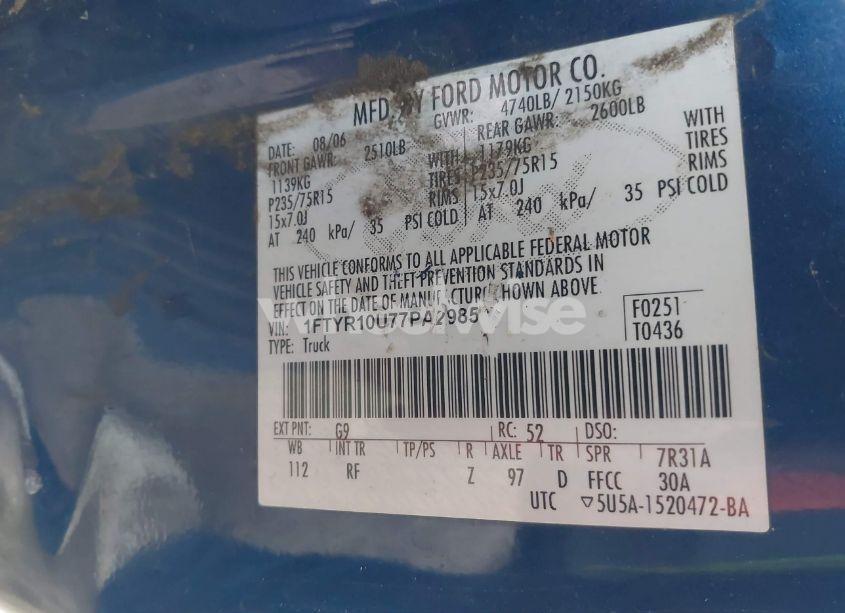 MFD. BY FORD MOTOR CO.
DATE: 08/06 GVWR: 4740LB/ 2150KG
FRONT GAWR: 2510LB REAR GAWR: 2600LB
1139KG WITH 1179KG WITH
P235/75R15 TIRES P235/75R15 TIRES
15x7.0J RIMS 15x7.0J RIMS
AT 240 kPa/ 35 PSI COLD AT 240 kPa/ 35 PSI COLD
THIS VEHICLE CONFORMS TO ALL APPLICABLE FEDERAL MOTOR
VEHICLE SAFETY AND THEFT PREVENTION STANDARDS IN
EFFECT ON THE DATE OF MANUFACTURE SHOWN ABOVE.
VIN: 1FTYR10U77PA2985 F0251
TYPE: Truck T0436
wheelwise
EXT PNT: G9 RC: 52 DSO:
WB INT TR TP/PS R AXLE TR SPR 7R31A
112 RF Z 97 D FFCC 30A
UTC ▽5U5A-1520472-BA